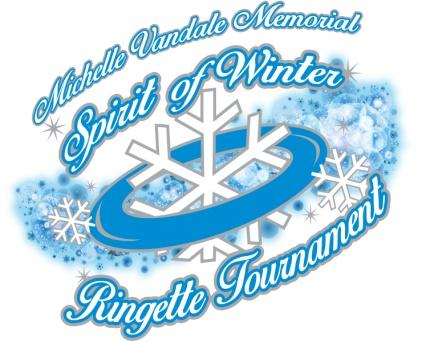 Michelle Vandale Memorial
Spirit of Winter
Ringette Tournament